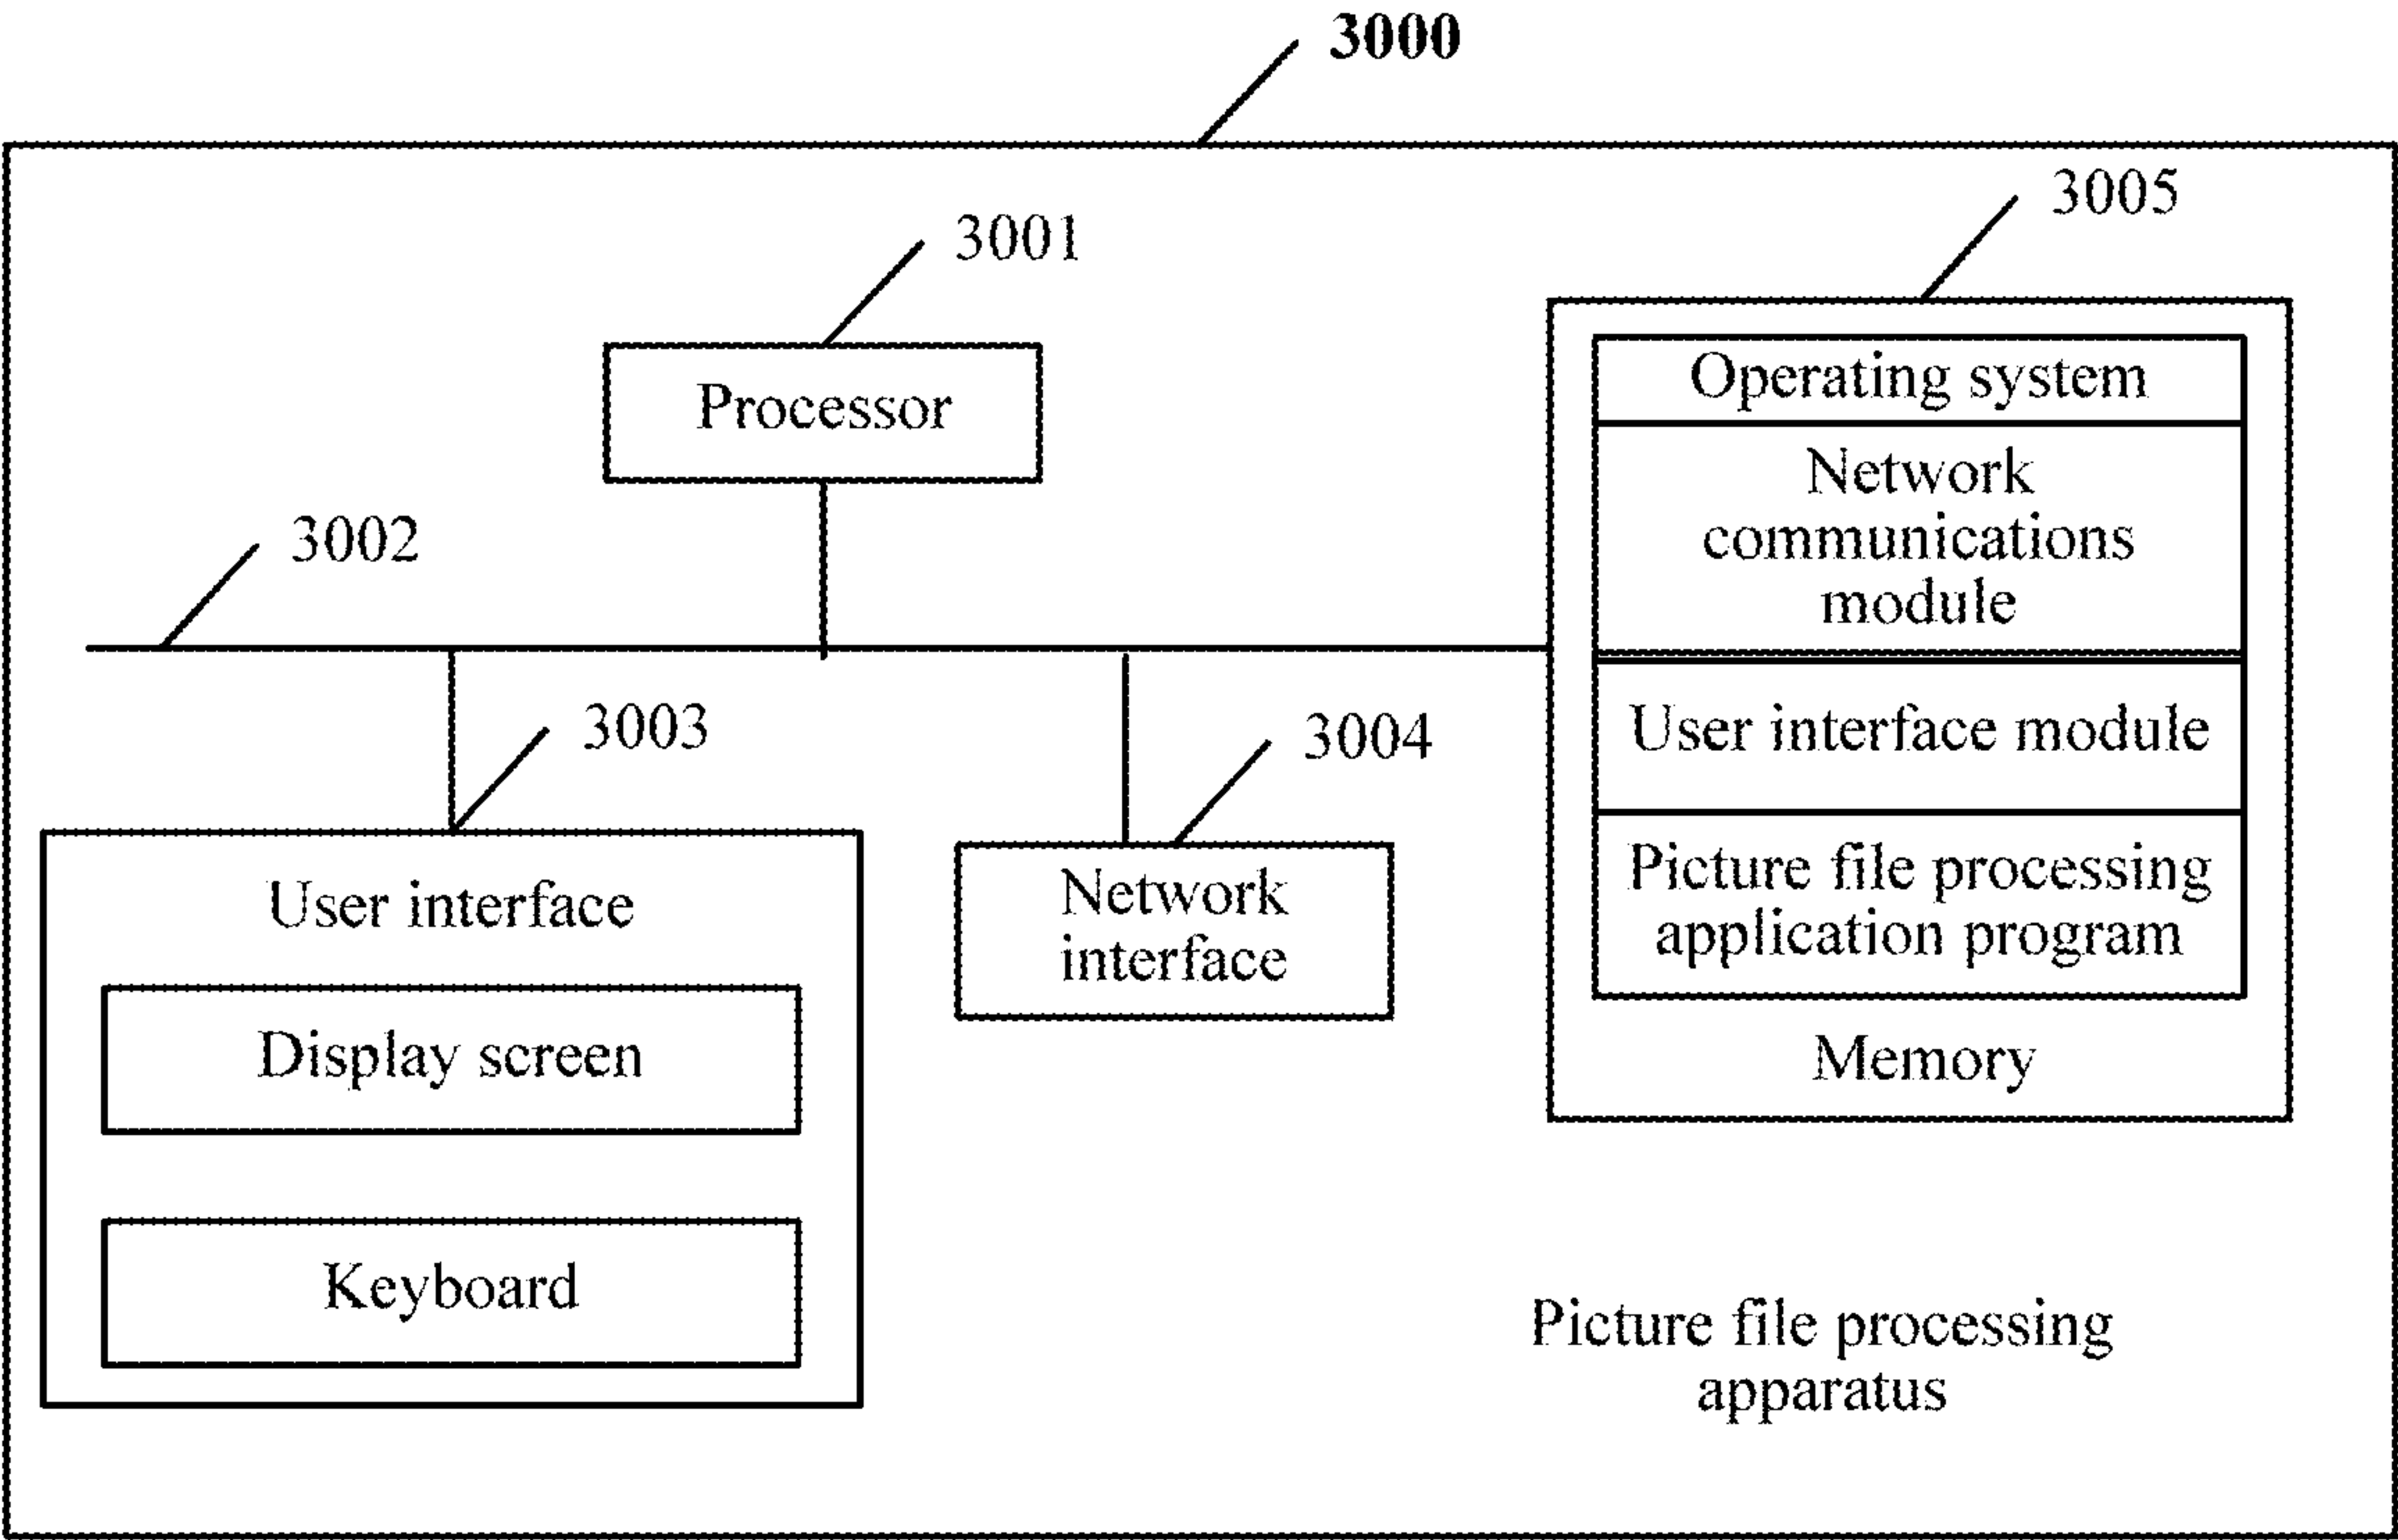 3000
3005
3001
Processor
Operating system
Network
communications
module
3002
User interface module
3003
3004
Picture file processing
application program
User interface
Network
interface
Display screen
Memory
Keyboard
Picture file processing
apparatus